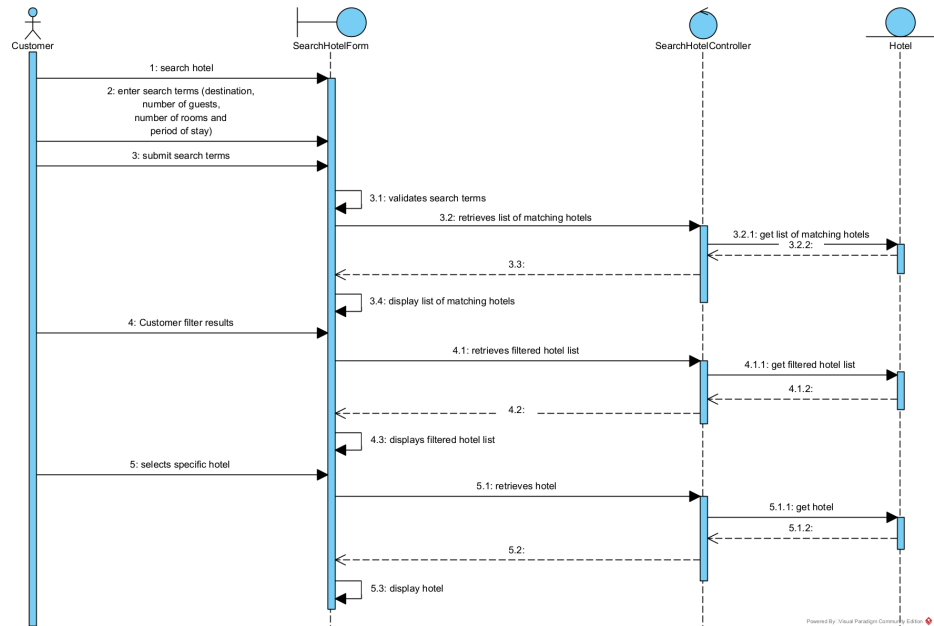 Customer
SearchHotelForm
SearchHotelController
Hotel
1: search hotel
2: enter search terms (destination,
number of guests,
number of rooms and
period of stay)
3: submit search terms
3.1: validates search terms
3.2: retrieves list of matching hotels
3.2.1: get list of matching hotels
3.2.2:
3.3:
3.4: display list of matching hotels
4: Customer filter results
4.1: retrieves filtered hotel list
4.1.1: get filtered hotel list
4.1.2:
4.2:
4.3: displays filtered hotel list
5: selects specific hotel
5.1: retrieves hotel
5.1.1: get hotel
5.1.2:
5.2:
5.3: display hotel
Powered By: Visual Paradigm Community Edition